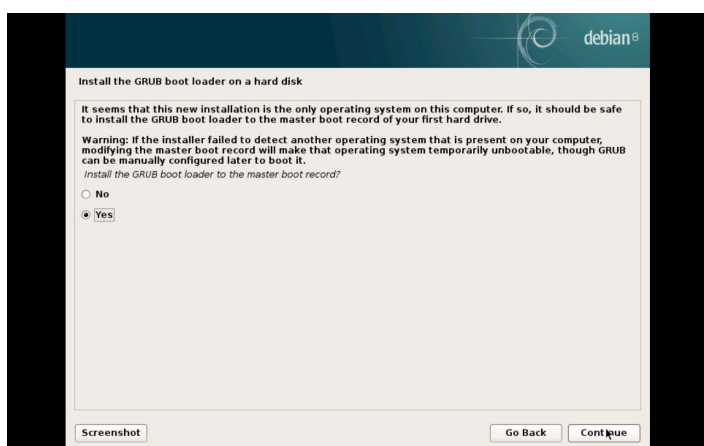 debian 8
Install the GRUB boot loader on a hard disk
It seems that this new installation is the only operating system on this computer. If so, it should be safe
to install the GRUB boot loader to the master boot record of your first hard drive.
Warning: If the installer failed to detect another operating system that is present on your computer,
modifying the master boot record will make that operating system temporarily unbootable, though GRUB
can be manually configured later to boot it.
Install the GRUB boot loader to the master boot record?
No
Yes
Screenshot
Go Back
Continue